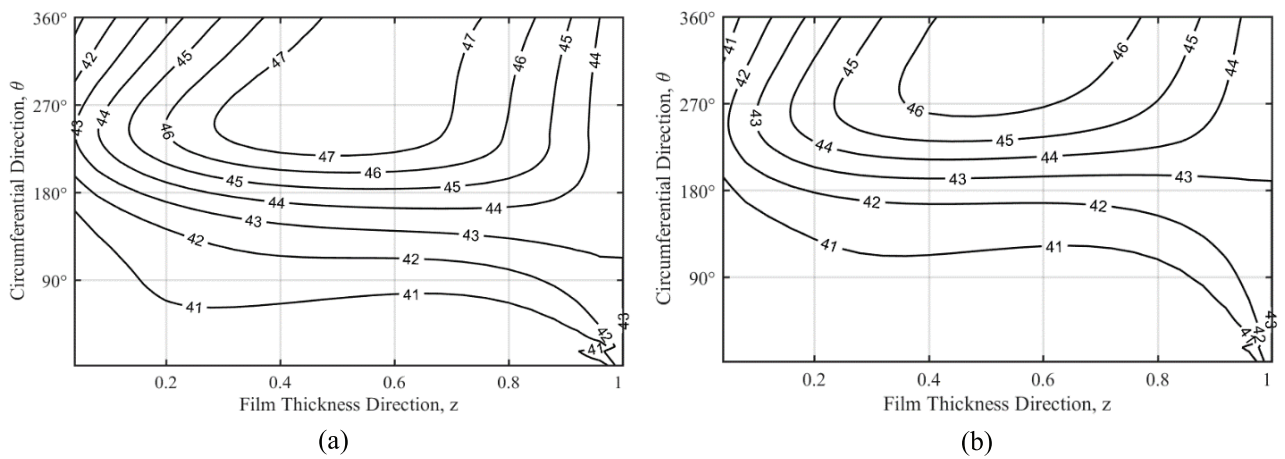 360° 360°
42 45 47 47 46 45 44 41 42 45 46 45 44
270° 270°
43 44 46 43 46
47 46 45 45 44 45 44
44 44 43 43
180° 180°
43 43 42 42
42 42 41 41
90° 90°
41 41
43 42 41 43 42 41
Circumferential Direction, θ
Circumferential Direction, θ
0.2 0.4 0.6 0.8 1 0.2 0.4 0.6 0.8 1
Film Thickness Direction, z Film Thickness Direction, z
(a) (b)